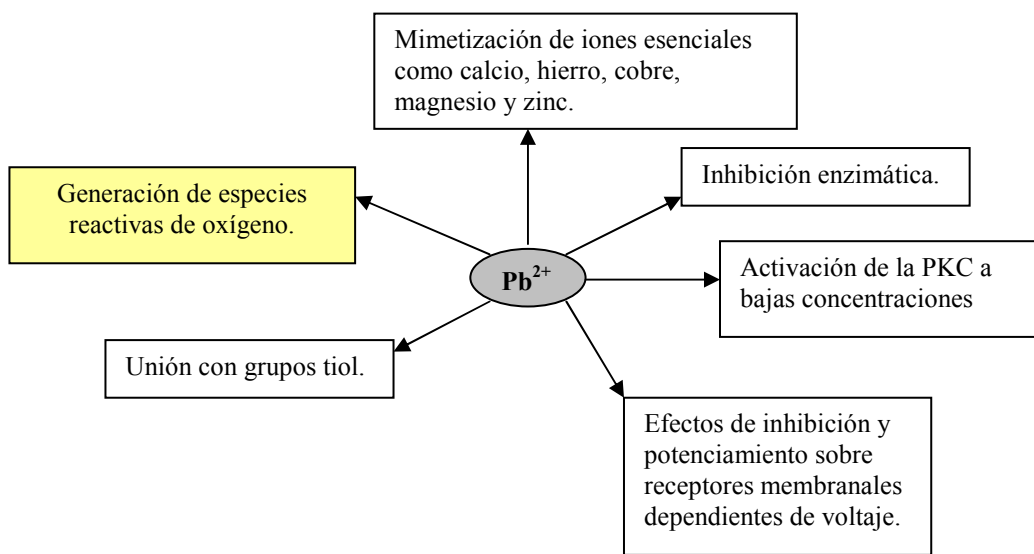 Mimetización de iones esenciales
como calcio, hierro, cobre,
magnesio y zinc.
Generación de especies
reactivas de oxígeno.
Inhibición enzimática.
Pb²⁺
Activación de la PKC a
bajas concentraciones
Unión con grupos tiol.
Efectos de inhibición y
potenciamiento sobre
receptores membranales
dependientes de voltaje.